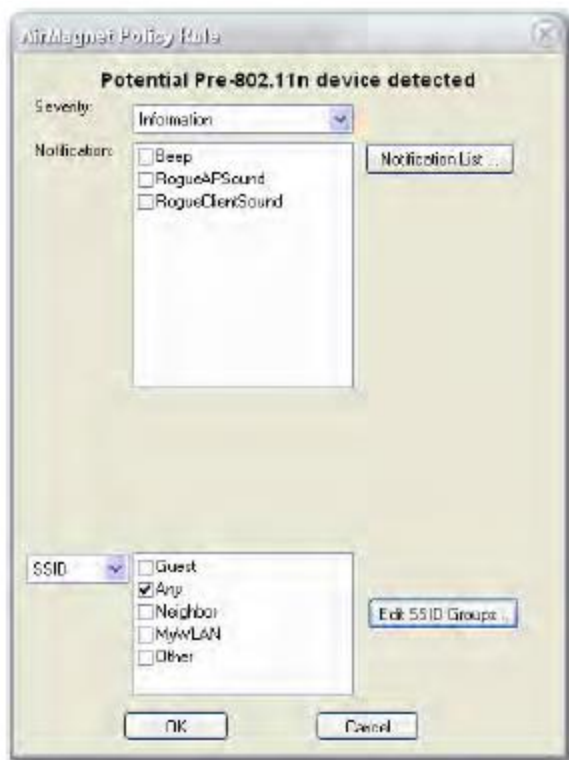 AirMagnet Policy Rule
Potential Pre-802.11n device detected
Severity:
Information
Notification:
Beep
RogueAPSound
RogueClientSound
Notification List ...
SSID
Guest
Any
Neighbor
MyWLAN
Other
Edit SSID Groups...
OK
Cancel